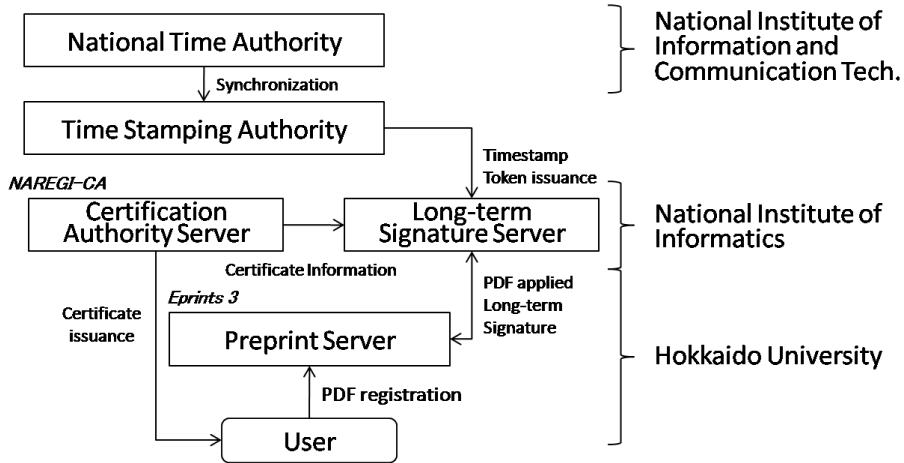 National Time Authority
National Institute of
Information and
Communication Tech.
Synchronization
Time Stamping Authority
Timestamp
Token issuance
NAREGI-CA
Certification
Authority Server
Long-term
Signature Server
National Institute of
Informatics
Certificate Information
PDF applied
Long-term
Signature
Eprints 3
Certificate
issuance
Preprint Server
Hokkaido University
PDF registration
User